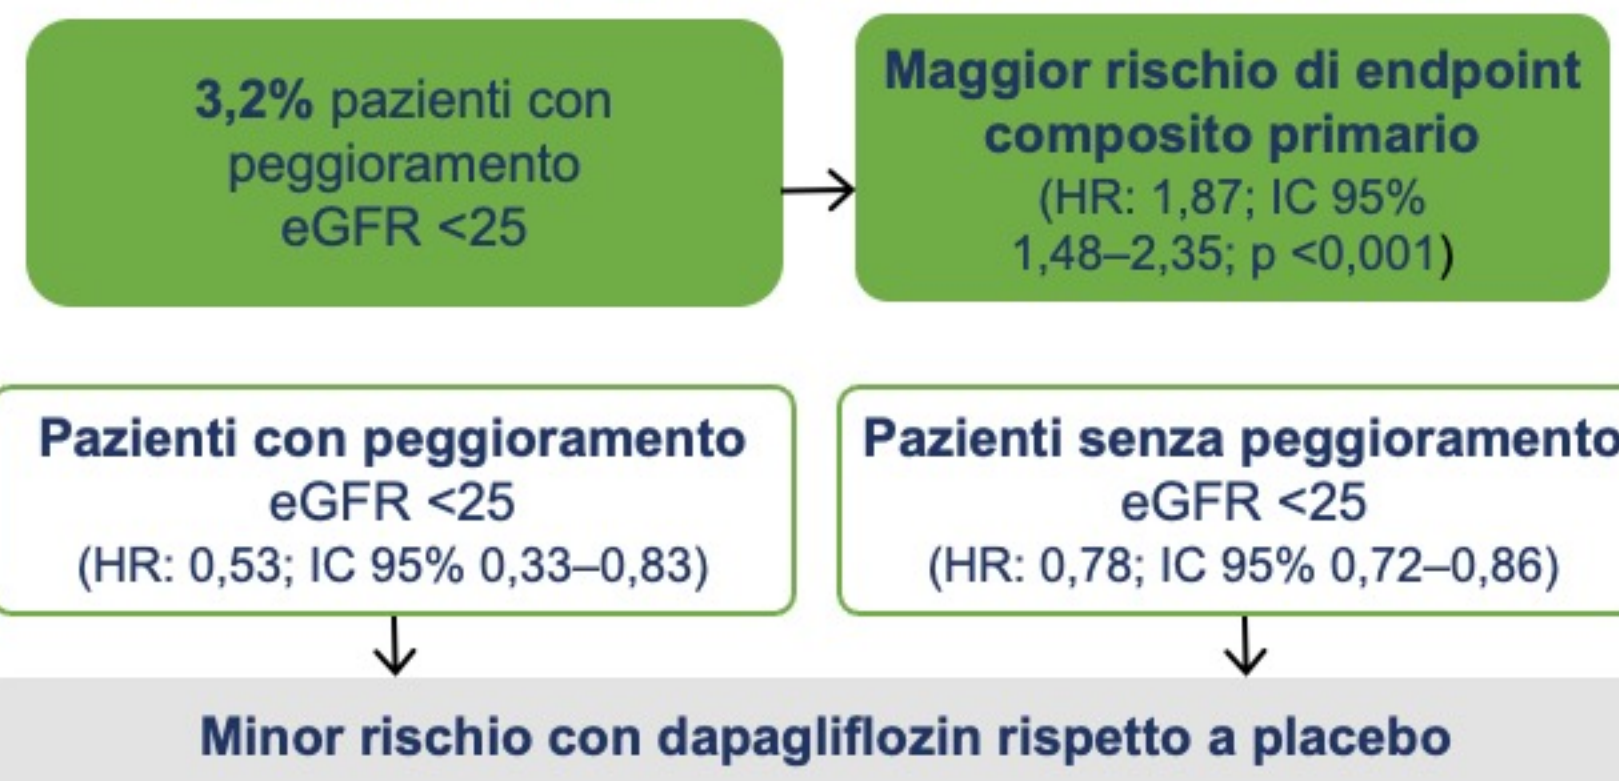 3,2% pazienti con
peggioramento
eGFR <25
Maggior rischio di endpoint
composito primario
(HR: 1,87; IC 95%
1,48–2,35; p <0,001)
Pazienti con peggioramento
eGFR <25
(HR: 0,53; IC 95% 0,33–0,83)
Pazienti senza peggioramento
eGFR <25
(HR: 0,78; IC 95% 0,72–0,86)
Minor rischio con dapagliflozin rispetto a placebo